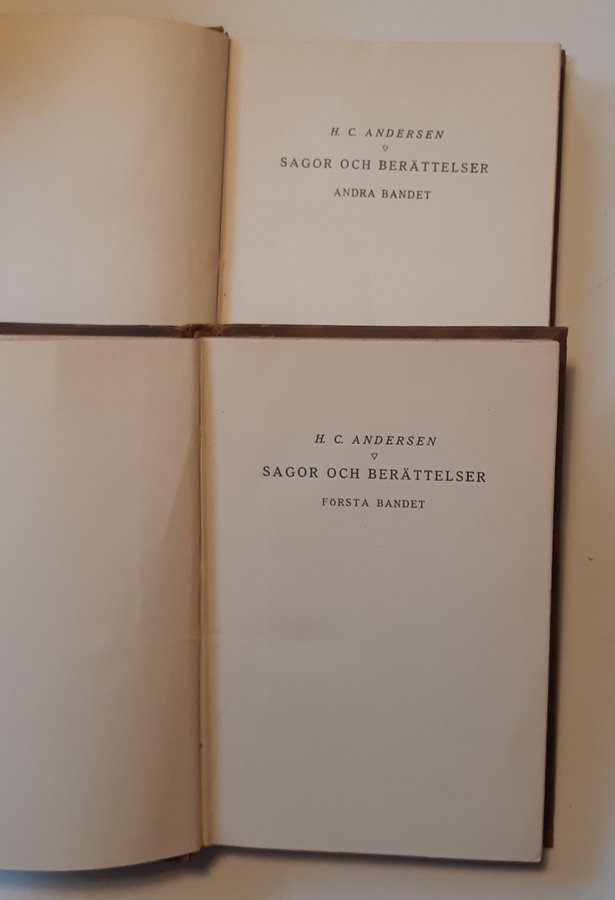 H. C. ANDERSEN
SAGOR OCH BERÄTTELSER
ANDRA BANDET
H. C. ANDERSEN
SAGOR OCH BERÄTTELSER
FÖRSTA BANDET